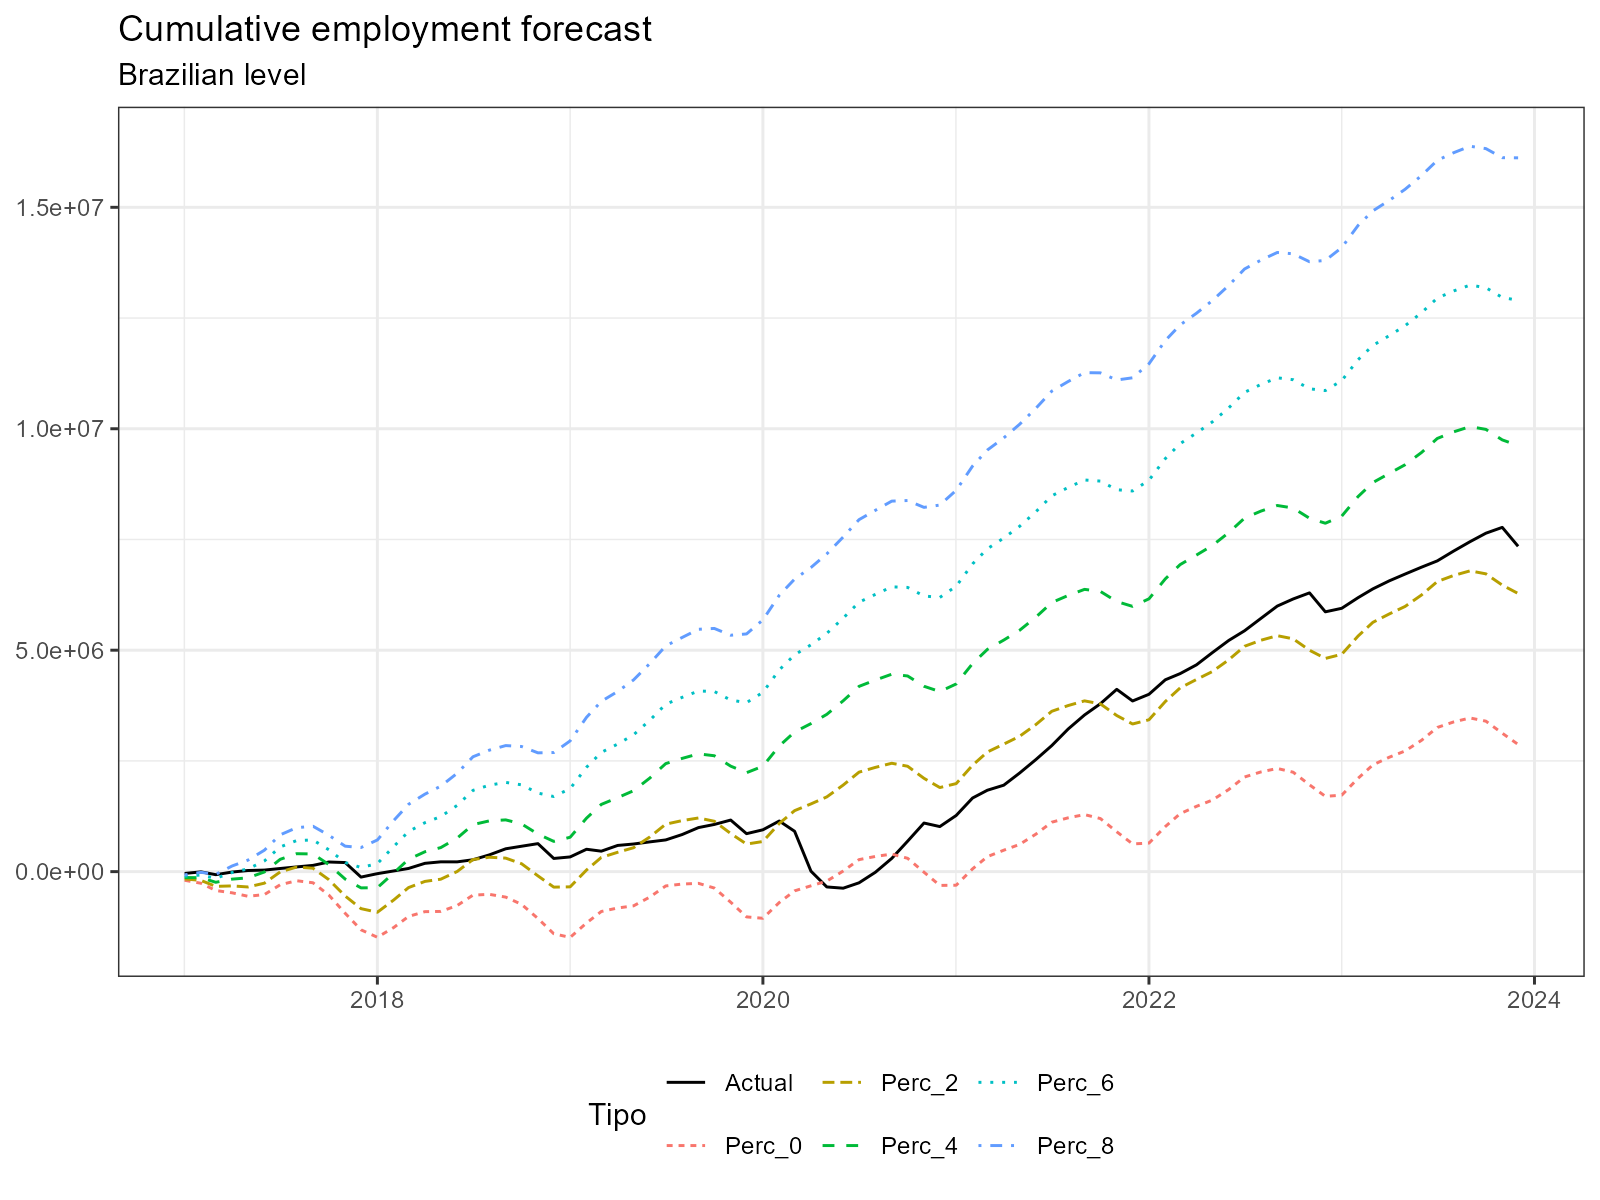 Cumulative employment forecast
Brazilian level
1.5e+07
1.0e+07
5.0e+06
0.0e+00
2018 2020 2022 2024
Tipo
Actual Perc_2 Perc_6
Perc_0 Perc_4 Perc_8